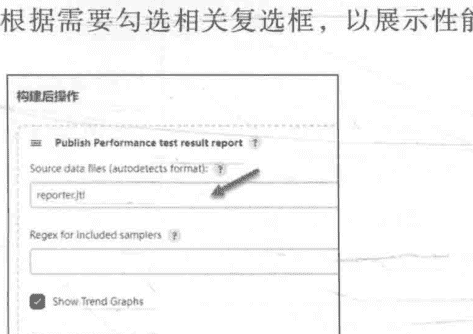 根据需要勾选相关复选框，以展示性能
构建后操作
Publish Performance test result report ?
Source data files (autodetects format): ?
reporter.jtl
Regex for included samplers ?
Show Trend Graphs